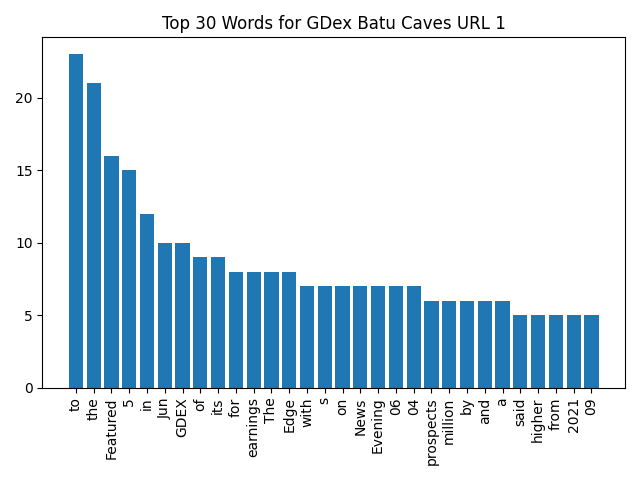 Top 30 Words for GDex Batu Caves URL 1
20
15
10
5
0
to
the
Featured
5
in
Jun
GDEX
of
its
for
earnings
The
Edge
with
s
on
News
Evening
06
04
prospects
million
by
and
a
said
higher
from
2021
09